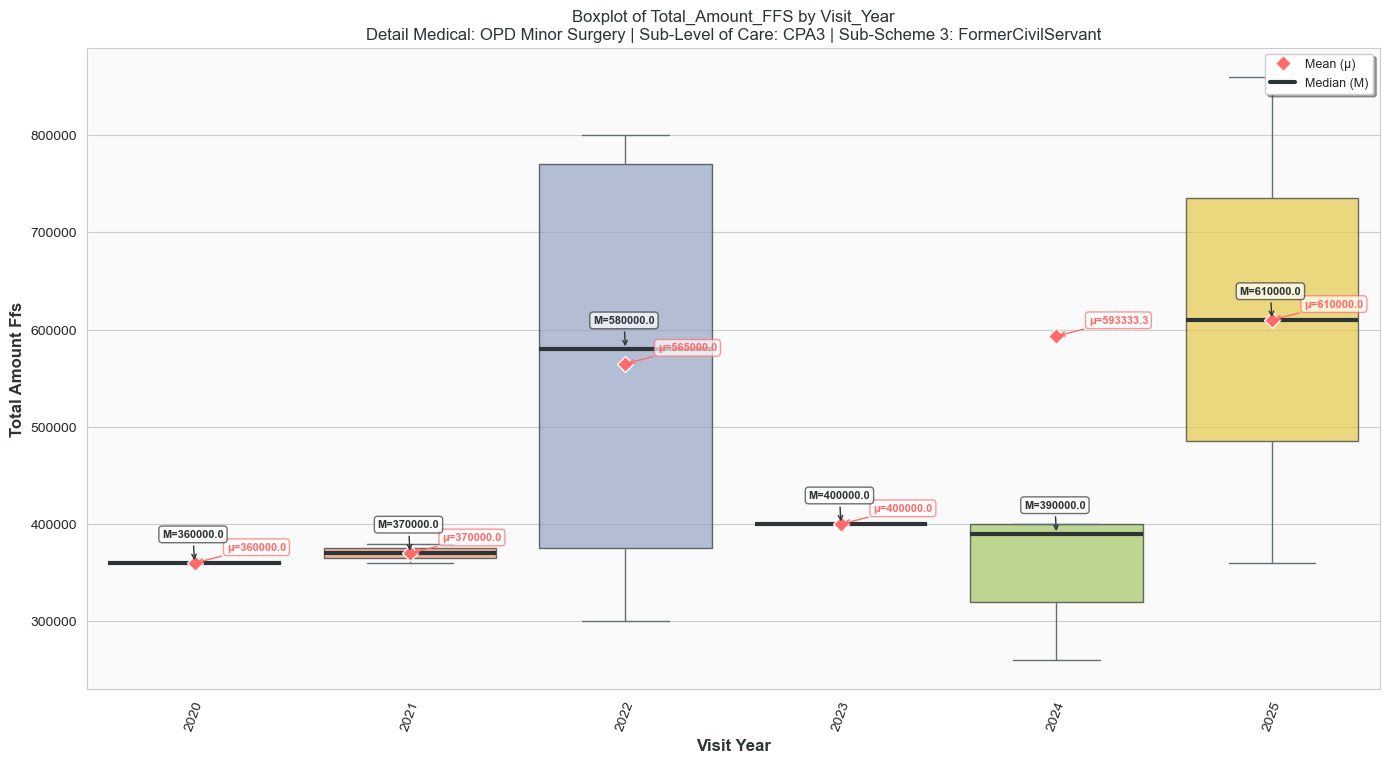 Boxplot of Total_Amount_FFS by Visit_Year
Detail Medical: OPD Minor Surgery | Sub-Level of Care: CPA3 | Sub-Scheme 3: FormerCivilServant
Mean (μ)
Median (M)
Total Amount Ffs
800000
700000
600000
500000
400000
300000
M=360000.0
μ=360000.0
M=370000.0
μ=370000.0
M=580000.0
μ=565000.0
M=400000.0
μ=400000.0
μ=593333.3
M=390000.0
M=610000.0
μ=610000.0
2020
2021
2022
2023
2024
2025
Visit Year